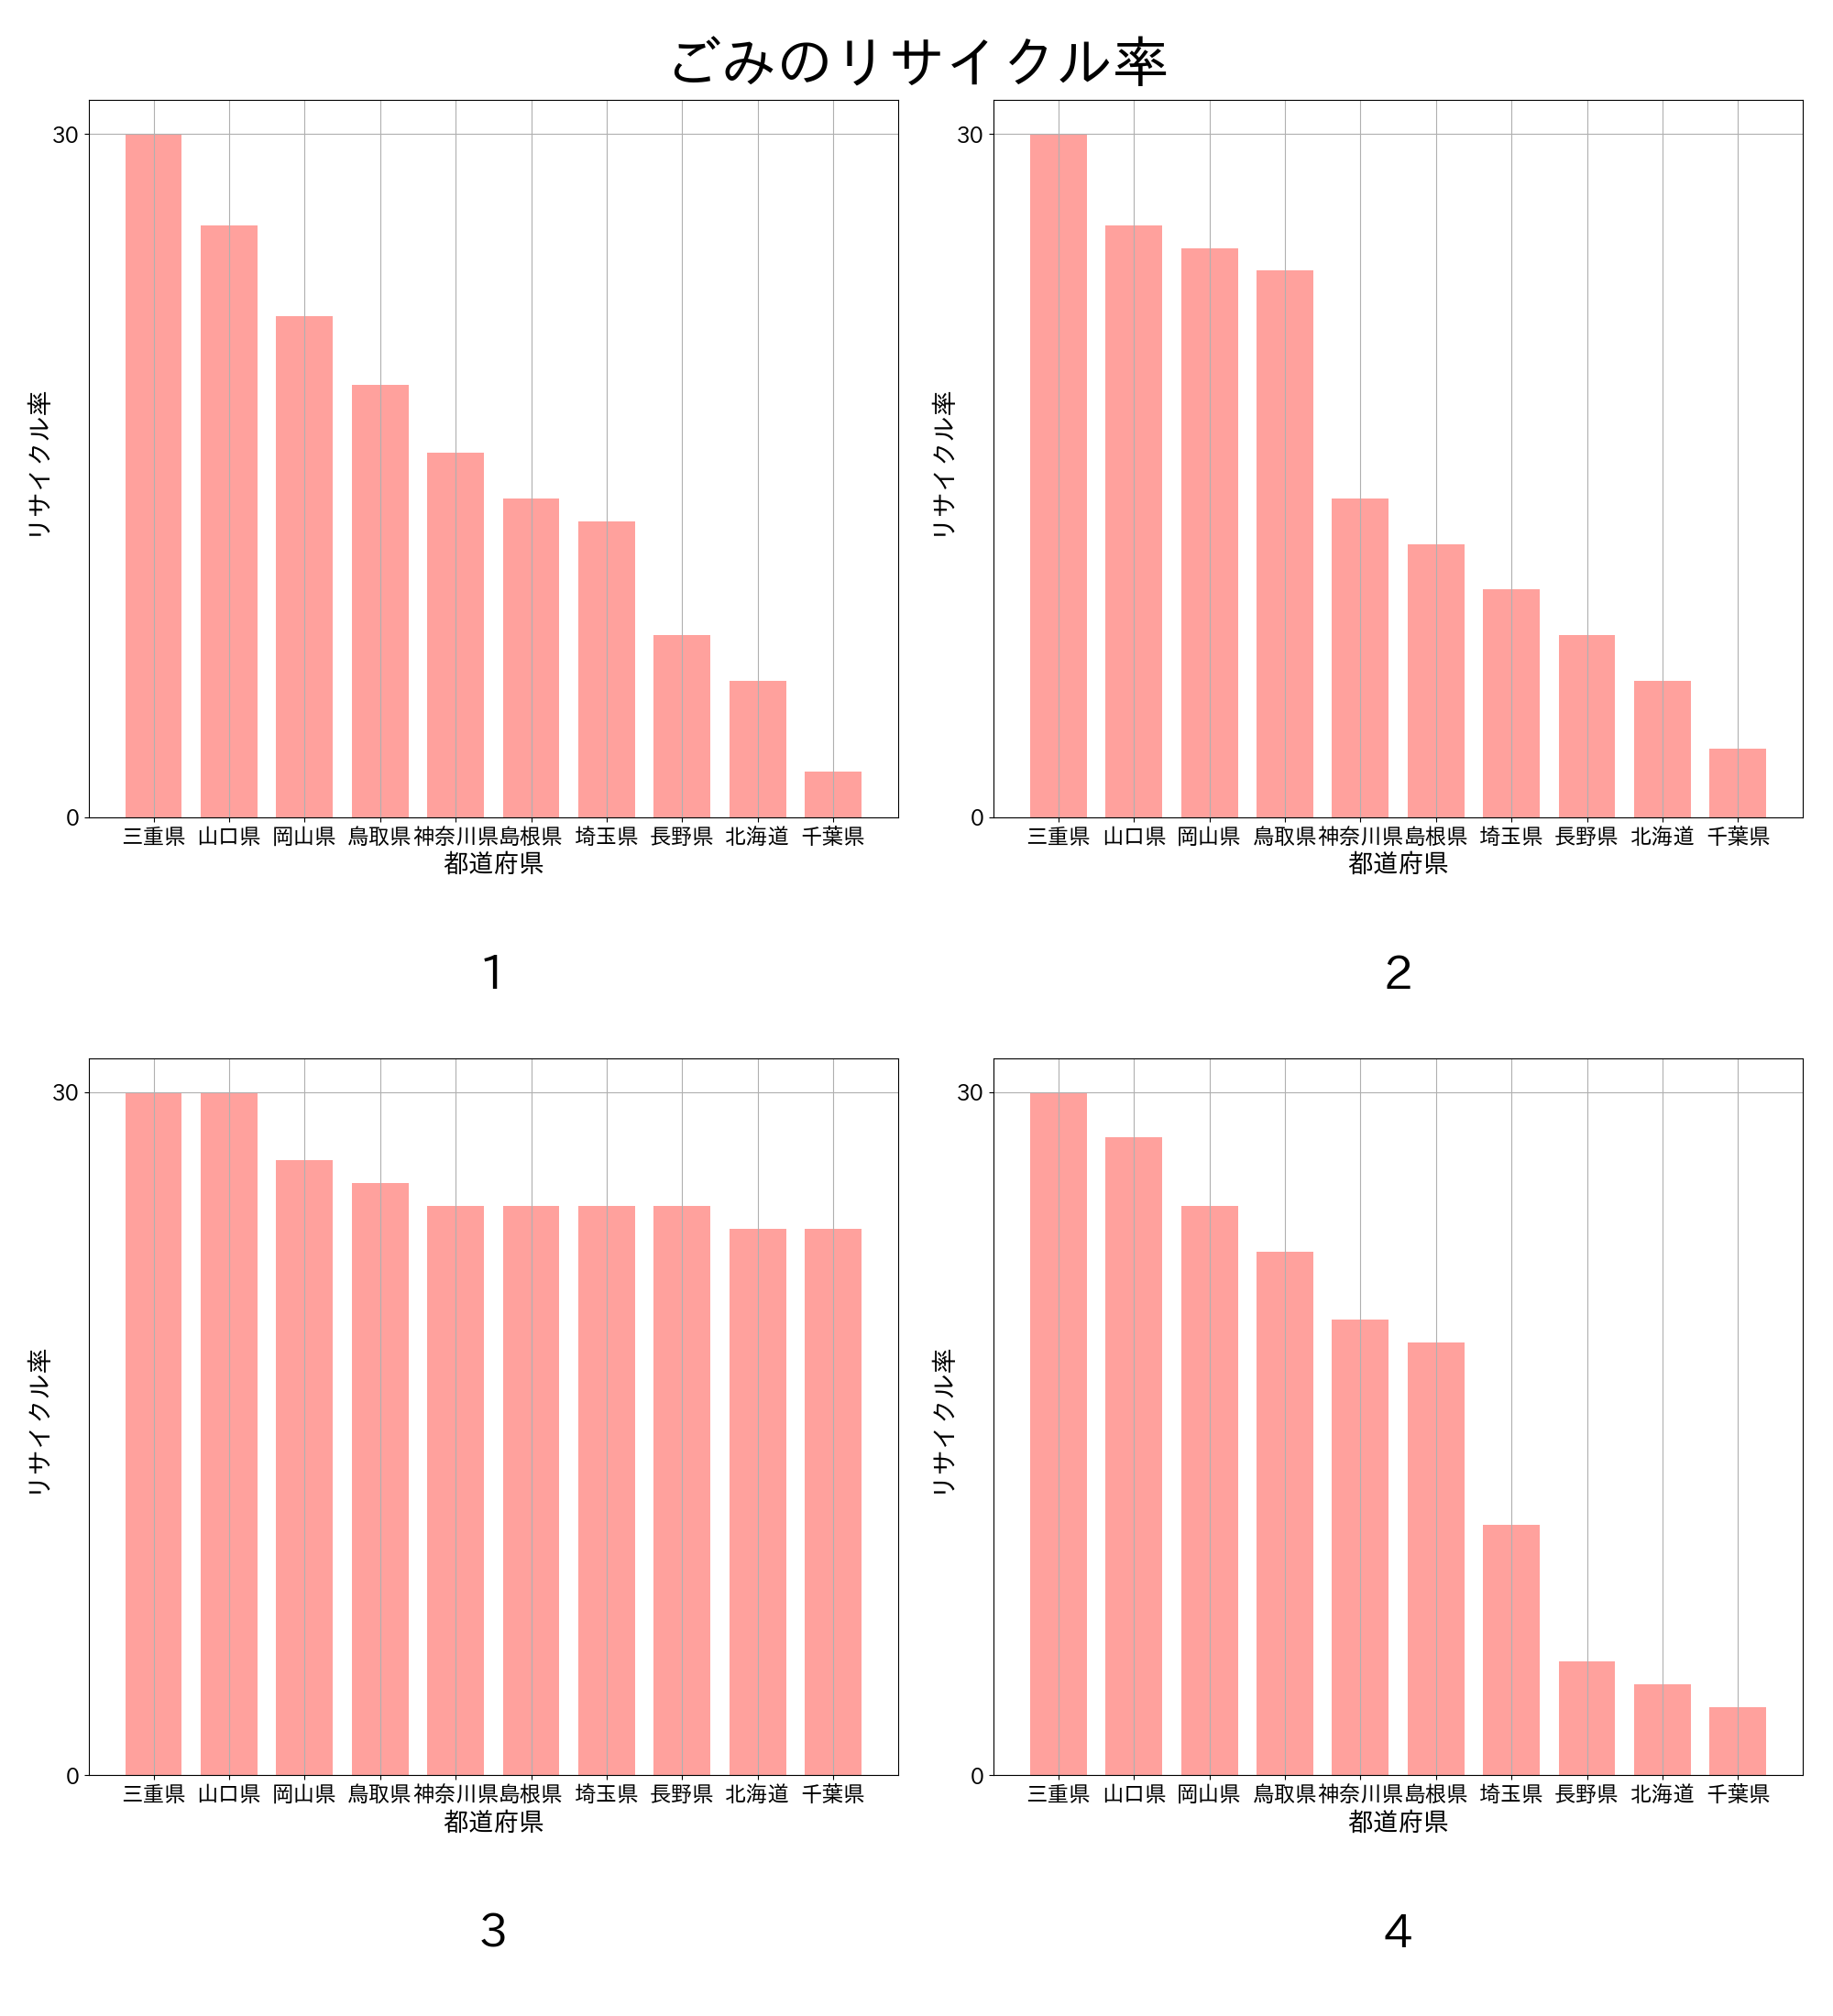 ごみのリサイクル率
30
0
リサイクル率
三重県 山口県 岡山県 鳥取県 神奈川県 島根県 埼玉県 長野県 北海道 千葉県
都道府県
1
30
0
リサイクル率
三重県 山口県 岡山県 鳥取県 神奈川県 島根県 埼玉県 長野県 北海道 千葉県
都道府県
2
30
0
リサイクル率
三重県 山口県 岡山県 鳥取県 神奈川県 島根県 埼玉県 長野県 北海道 千葉県
都道府県
3
30
0
リサイクル率
三重県 山口県 岡山県 鳥取県 神奈川県 島根県 埼玉県 長野県 北海道 千葉県
都道府県
4